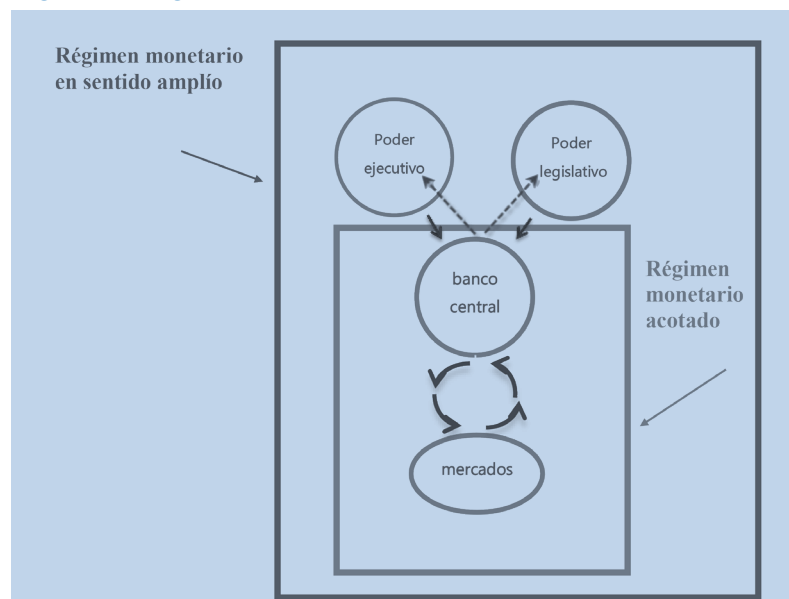 Régimen monetario
en sentido amplío
Poder
ejecutivo
Poder
legislativo
banco
central
Régimen
monetario
acotado
mercados